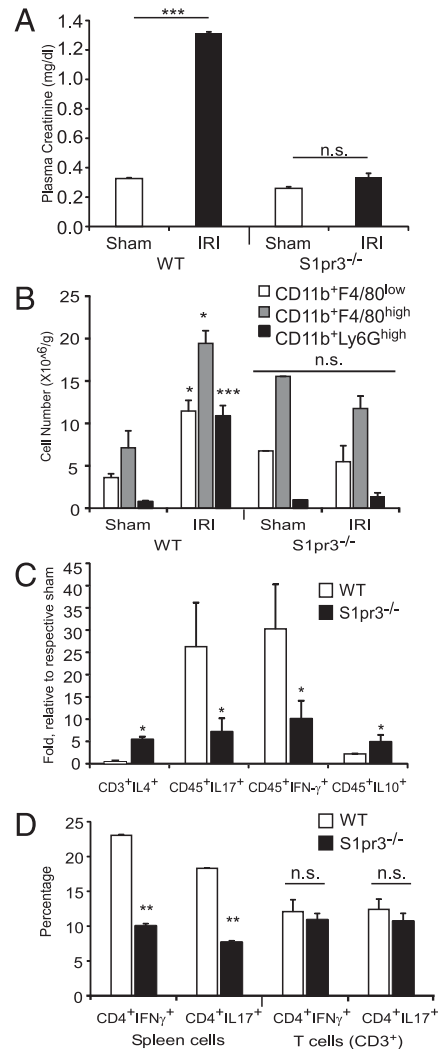 A
Plasma Creatinine (mg/dl)
1.6
1.4
1.2
1.0
0.8
0.6
0.4
0.2
0.0
***
n.s.
Sham IRI Sham IRI
WT S1pr3-/-
B
Cell Number (X10^6/g)
25
20
15
10
5
0
CD11b+F4/80low
CD11b+F4/80high
CD11b+Ly6Ghigh
* * ***
n.s.
Sham IRI Sham IRI
WT S1pr3-/-
C
Fold, relative to respective sham
45
40
35
30
25
20
15
10
5
0
WT
S1pr3-/-
* * * *
CD3+IL4+ CD45+IL17+ CD45+IFN-γ+ CD45+IL10+
D
Percentage
25
20
15
10
5
0
WT
S1pr3-/-
** ** n.s. n.s.
CD4+IFNγ+ CD4+IL17+ CD4+IFNγ+ CD4+IL17+
Spleen cells T cells (CD3+)